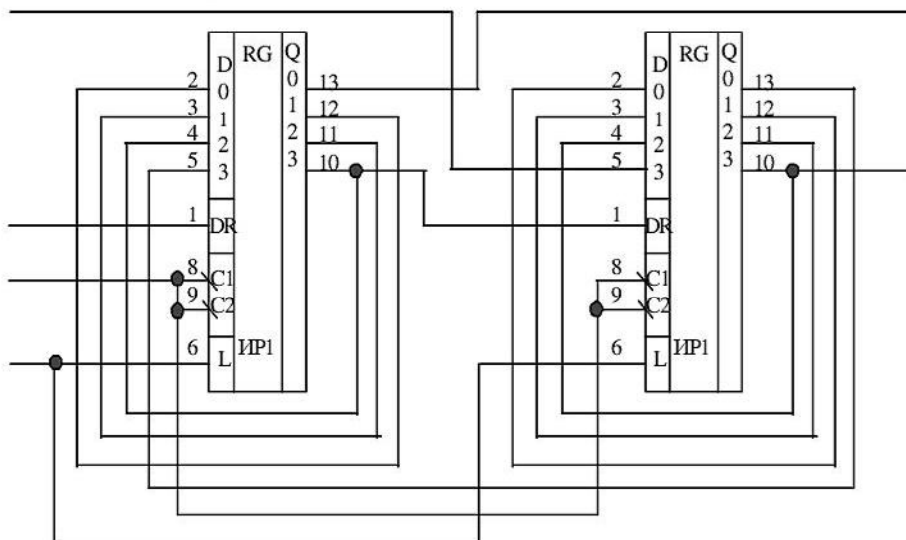 D RG Q
2 0 0 13
3 1 1 12
4 2 2 11
5 3 3 10
1 DR
8 C1
9 C2
6 L ИР1
D RG Q
2 0 0 13
3 1 1 12
4 2 2 11
5 3 3 10
1 DR
8 C1
9 C2
6 L ИР1